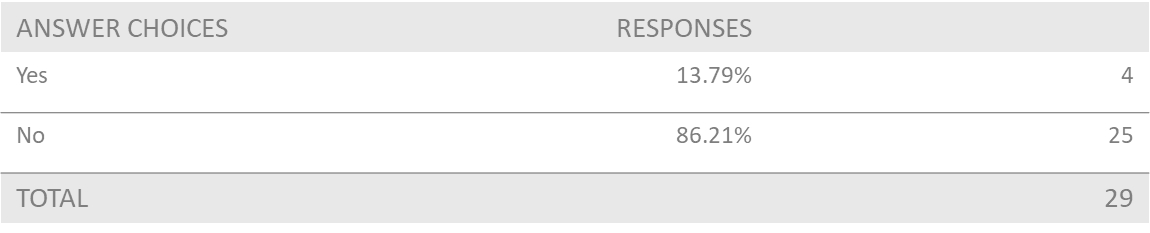 ANSWER CHOICES RESPONSES
Yes 13.79% 4
No 86.21% 25
TOTAL 29